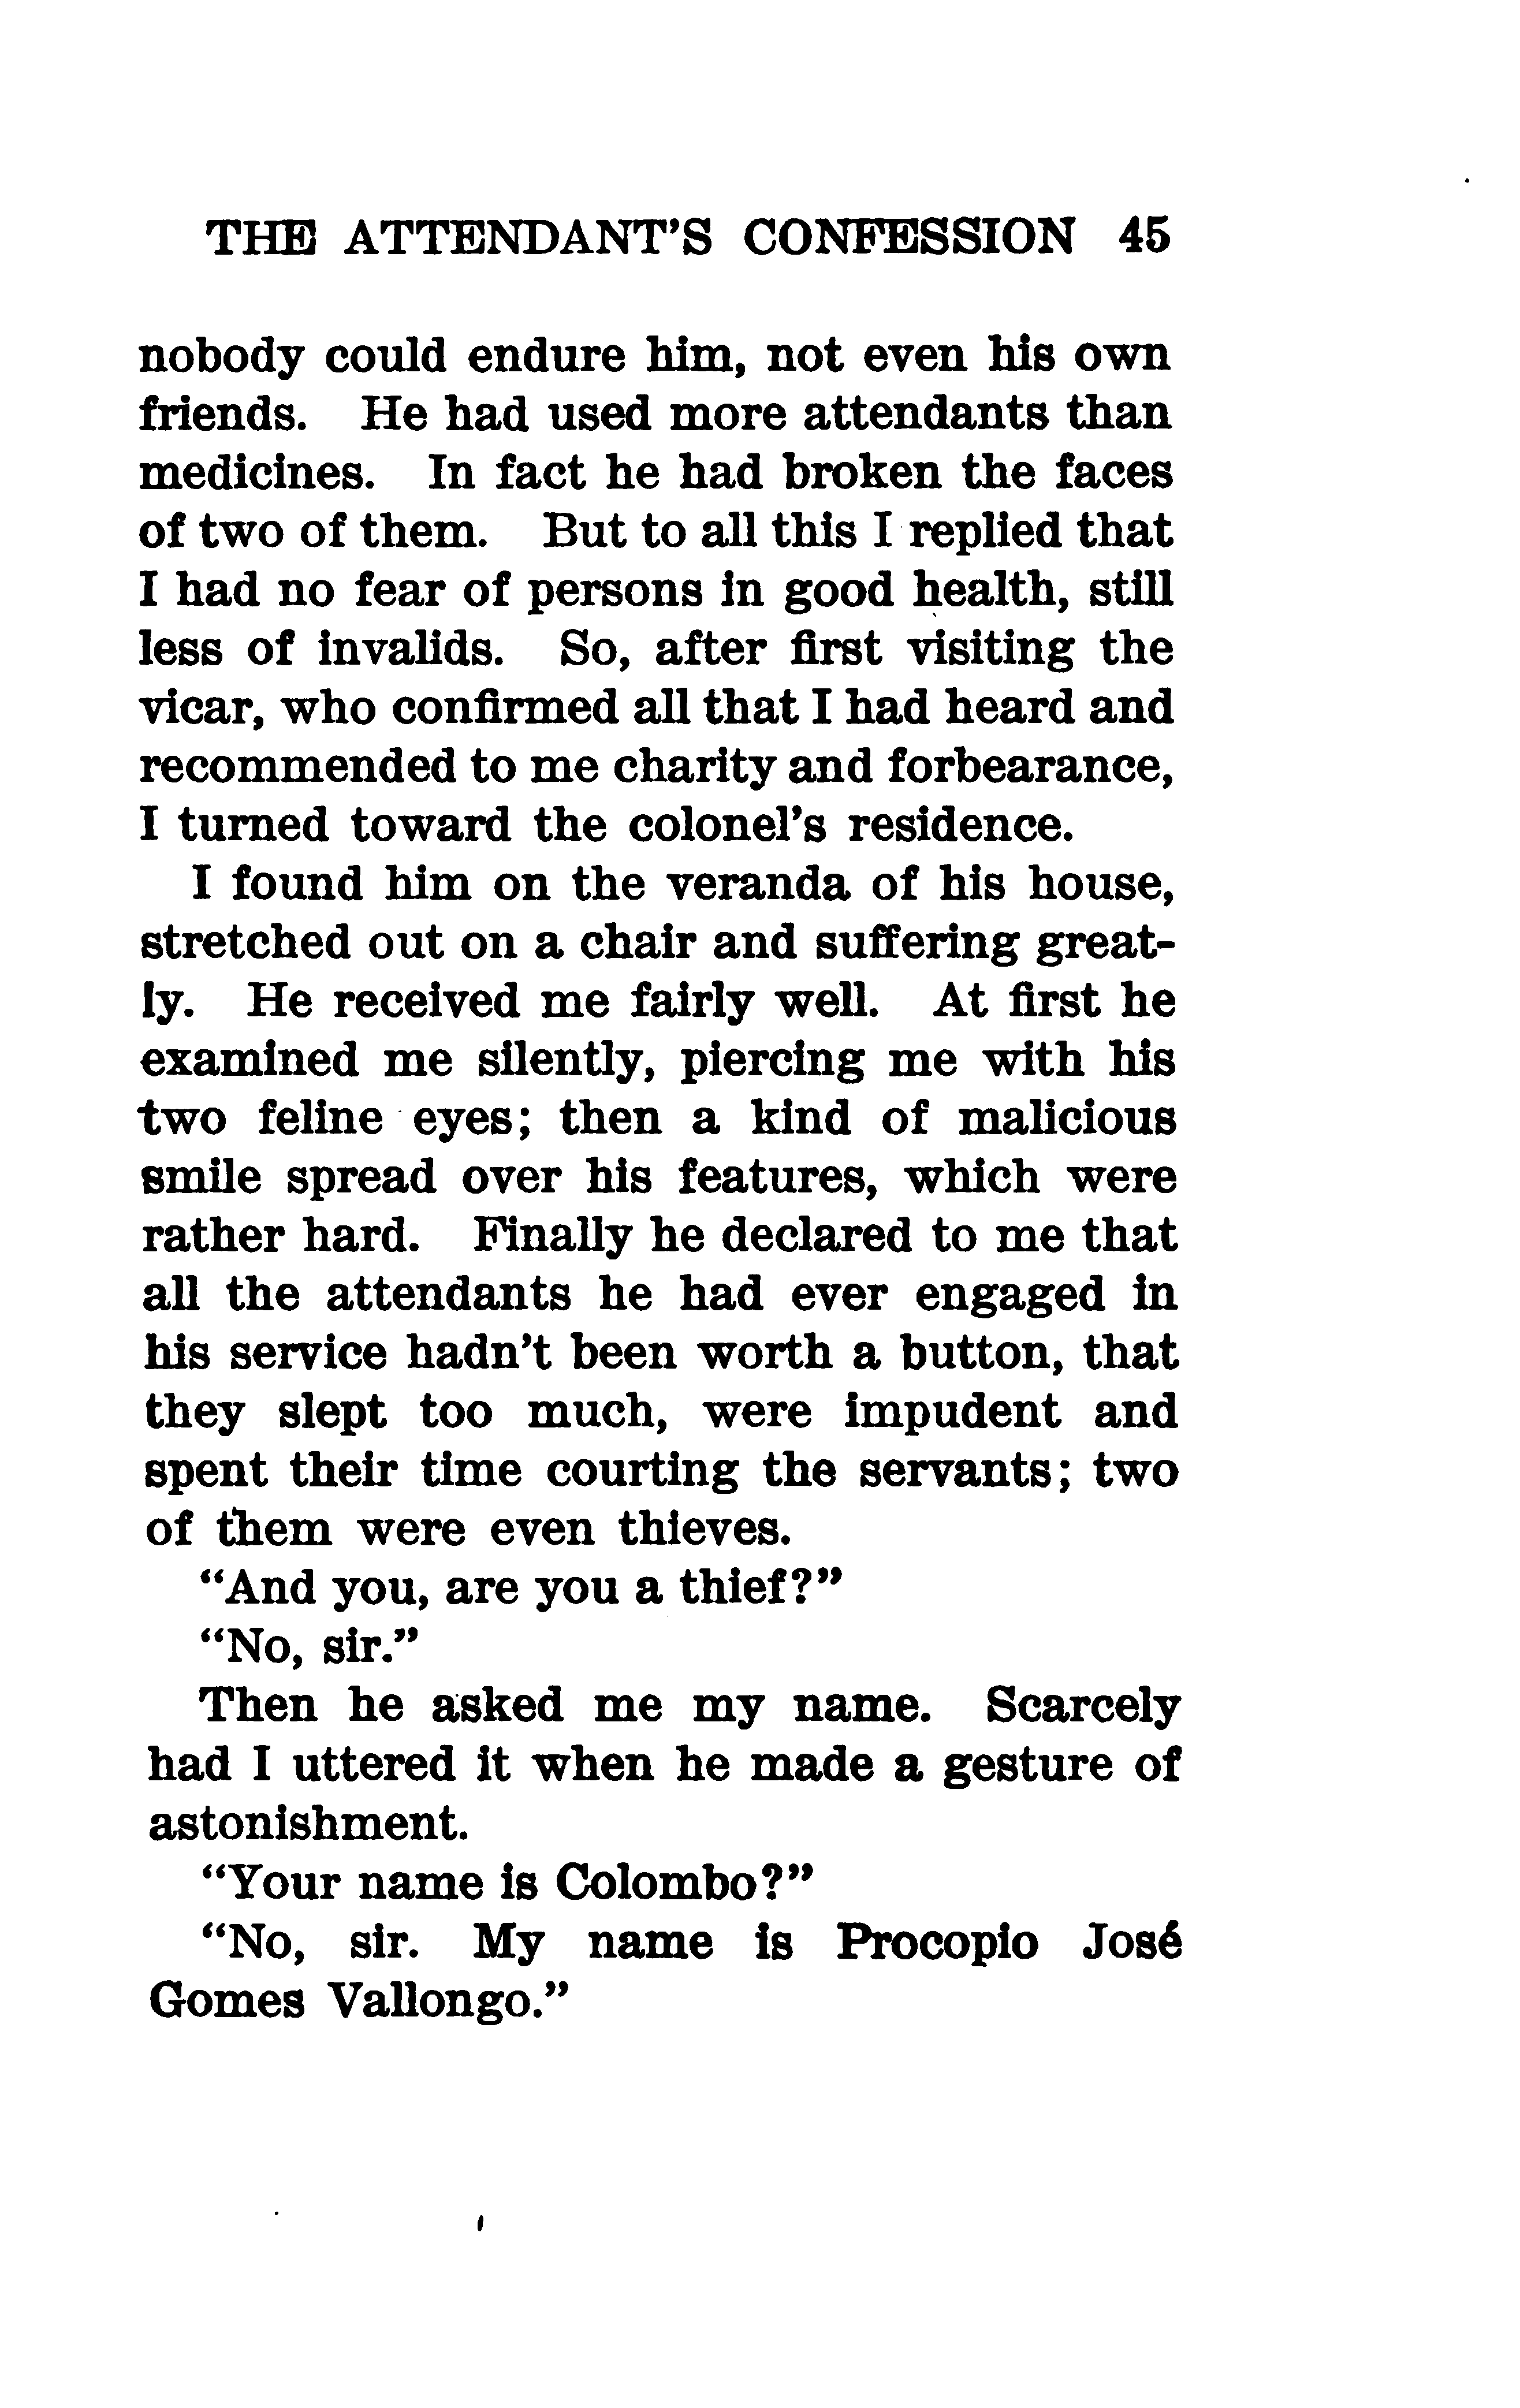 THE ATTENDANT'S CONFESSION 45
nobody could endure him, not even his own
friends. He had used more attendants than
medicines. In fact he had broken the faces
of two of them. But to all this I replied that
I had no fear of persons in good health, still
less of invalids. So, after first visiting the
vicar, who confirmed all that I had heard and
recommended to me charity and forbearance,
I turned toward the colonel's residence.
I found him on the veranda of his house,
stretched out on a chair and suffering great-
ly. He received me fairly well. At first he
examined me silently, piercing me with his
two feline eyes; then a kind of malicious
smile spread over his features, which were
rather hard. Finally he declared to me that
all the attendants he had ever engaged in
his service hadn't been worth a button, that
they slept too much, were impudent and
spent their time courting the servants; two
of them were even thieves.
“And you, are you a thief?”
“No, sir.”
Then he asked me my name. Scarcely
had I uttered it when he made a gesture of
astonishment.
“Your name is Colombo?”
“No, sir. My name is Procopio José
Gomes Vallongo.”